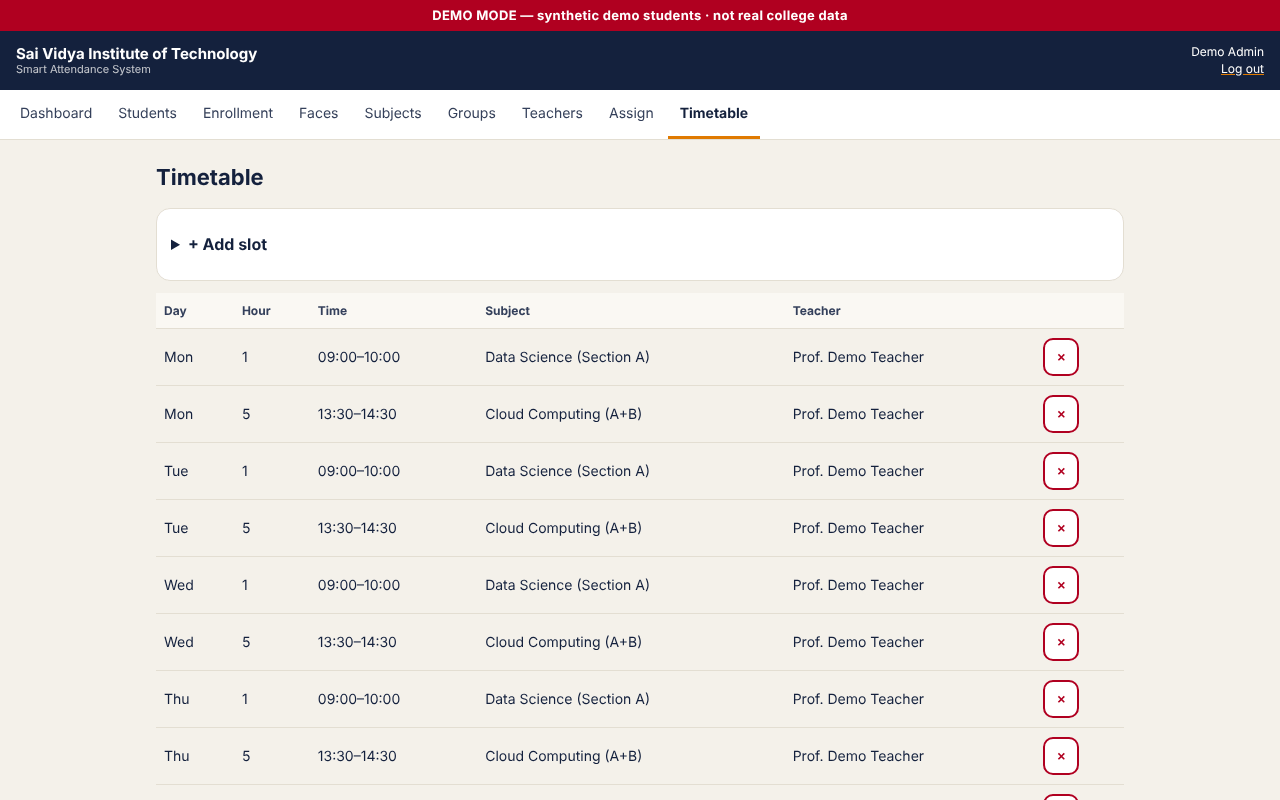 DEMO MODE — synthetic demo students · not real college data
Sai Vidya Institute of Technology
Smart Attendance System
Demo Admin
Log out
Dashboard Students Enrollment Faces Subjects Groups Teachers Assign Timetable
Timetable
+ Add slot
Day Hour Time Subject Teacher
Mon 1 09:00–10:00 Data Science (Section A) Prof. Demo Teacher ×
Mon 5 13:30–14:30 Cloud Computing (A+B) Prof. Demo Teacher ×
Tue 1 09:00–10:00 Data Science (Section A) Prof. Demo Teacher ×
Tue 5 13:30–14:30 Cloud Computing (A+B) Prof. Demo Teacher ×
Wed 1 09:00–10:00 Data Science (Section A) Prof. Demo Teacher ×
Wed 5 13:30–14:30 Cloud Computing (A+B) Prof. Demo Teacher ×
Thu 1 09:00–10:00 Data Science (Section A) Prof. Demo Teacher ×
Thu 5 13:30–14:30 Cloud Computing (A+B) Prof. Demo Teacher ×